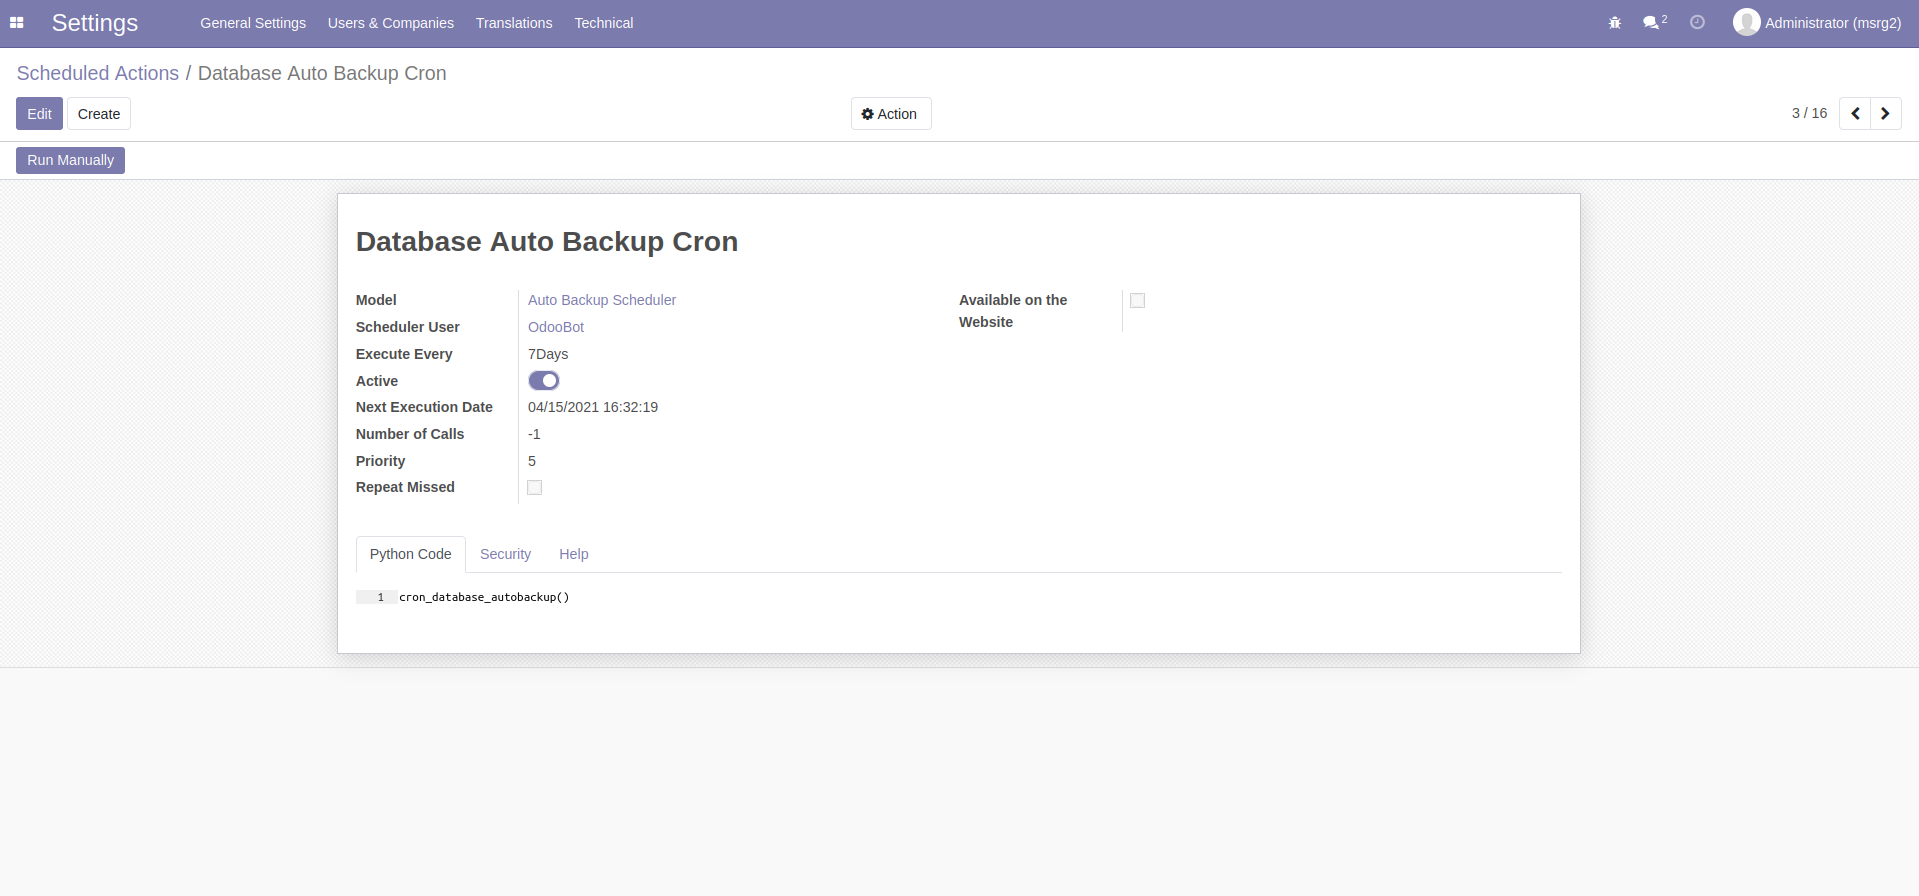 Settings General Settings Users & Companies Translations Technical 2 Administrator (msrg2)
Scheduled Actions / Database Auto Backup Cron
Edit Create Action 3 / 16
Run Manually
Database Auto Backup Cron
Model Auto Backup Scheduler
Scheduler User OdooBot
Execute Every 7Days
Active
Next Execution Date 04/15/2021 16:32:19
Number of Calls -1
Priority 5
Repeat Missed
Available on the
Website
Python Code Security Help
1 cron_database_autobackup()